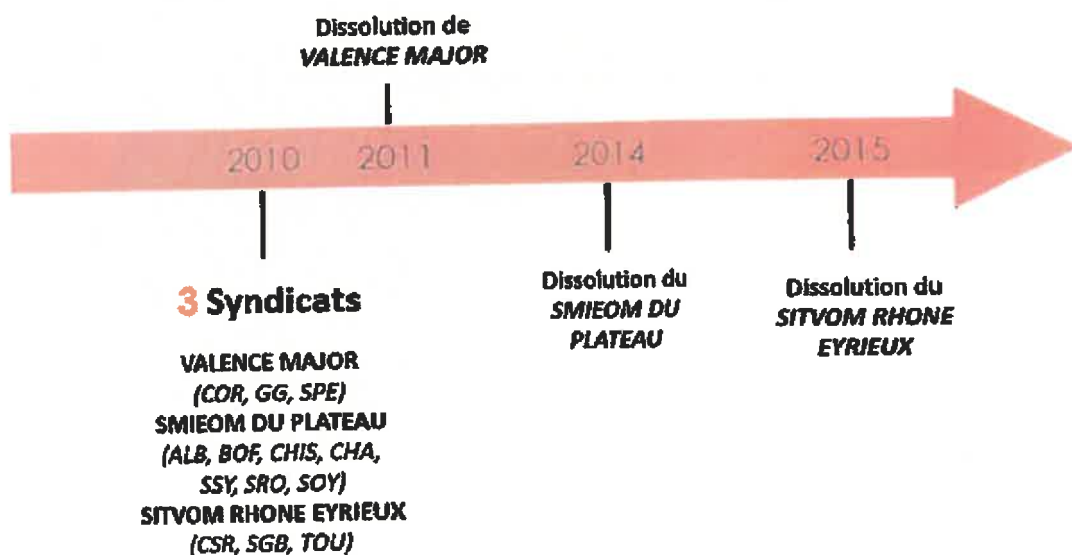 Dissolution de
VALENCE MAJOR
2010
2011
2014
2015
3 Syndicats
VALENCE MAJOR
(COR, GG, SPE)
SMIEOM DU PLATEAU
(ALB, BOF, CHIS, CHA,
SSY, SRO, SOY)
SITVOM RHONE EYRIEUX
(CSR, SGB, TOU)
Dissolution du
SMIEOM DU
PLATEAU
Dissolution du
SITVOM RHONE
EYRIEUX